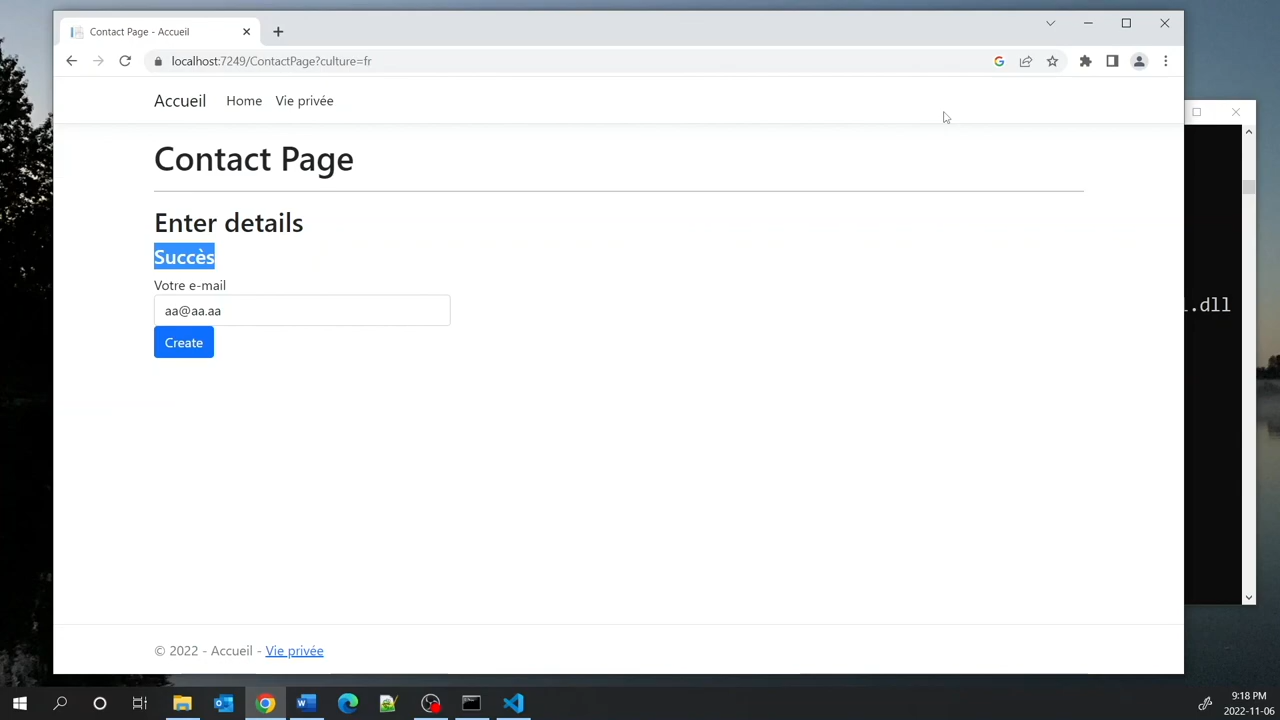 Contact Page - Accueil
localhost:7249/ContactPage?culture=fr
Accueil Home Vie privée
Contact Page
Enter details
Succès
Votre e-mail
aa@aa.aa
Create
.dll
© 2022 - Accueil - Vie privée
9:18 PM
2022-11-06